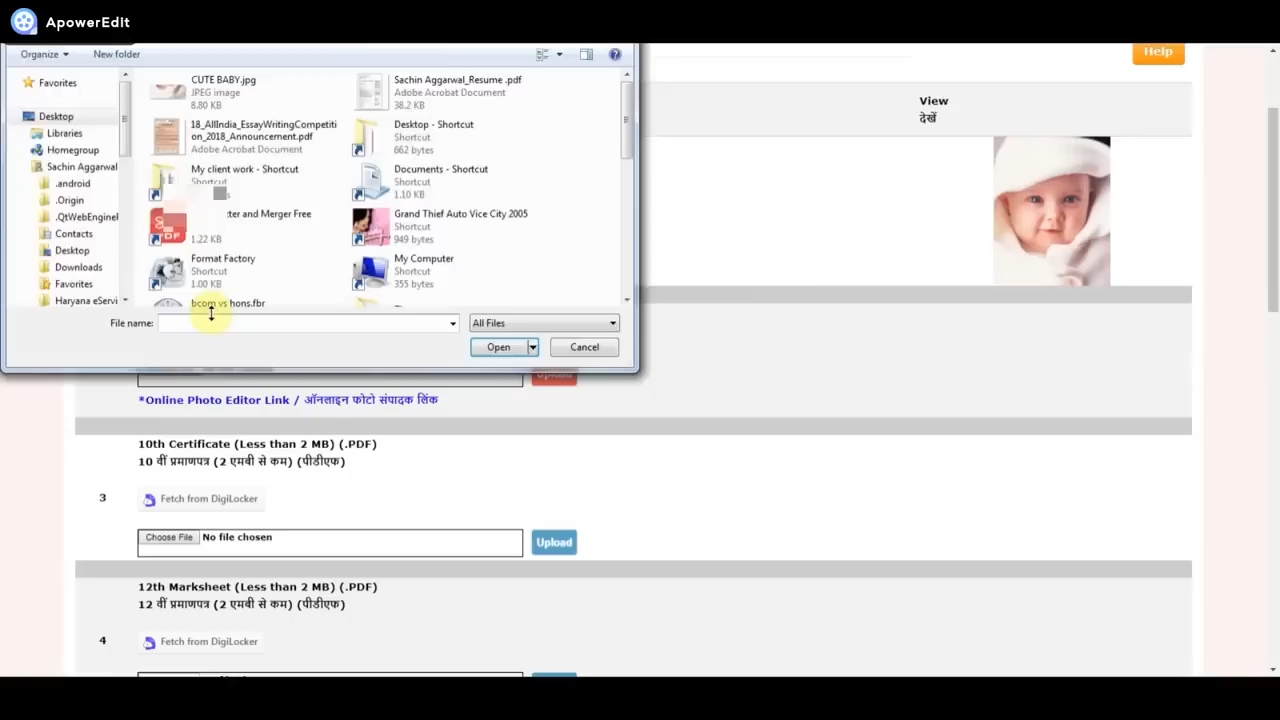 ApowerEdit
Organize
New folder
Help
Favorites
Desktop
Libraries
Homegroup
Sachin Aggarwal
.android
.Origin
.QtWebEngineP
Contacts
Desktop
Downloads
Favorites
Haryana eServi
CUTE BABY.jpg
JPEG image
8.80 KB
Sachin Aggarwal_Resume .pdf
Adobe Acrobat Document
38.2 KB
18_AllIndia_EssayWritingCompetiti
on_2018_Announcement.pdf
Adobe Acrobat Document
Desktop - Shortcut
Shortcut
662 bytes
My client work - Shortcut
Shortcut
Documents - Shortcut
Shortcut
1.10 KB
and Merger Free
1.22 KB
Grand Thief Auto Vice City 2005
Shortcut
949 bytes
Format Factory
Shortcut
1.00 KB
My Computer
Shortcut
355 bytes
bcom vs hons.fbr
File name:
All Files
Open
Cancel
View
देखें
*Online Photo Editor Link / ऑनलाइन फोटो संपादक लिंक
10th Certificate (Less than 2 MB) (.PDF)
10 वीं प्रमाणपत्र (2 एमबी से कम) (पीडीएफ)
3
Fetch from DigiLocker
Choose File No file chosen
Upload
12th Marksheet (Less than 2 MB) (.PDF)
12 वीं प्रमाणपत्र (2 एमबी से कम) (पीडीएफ)
4
Fetch from DigiLocker